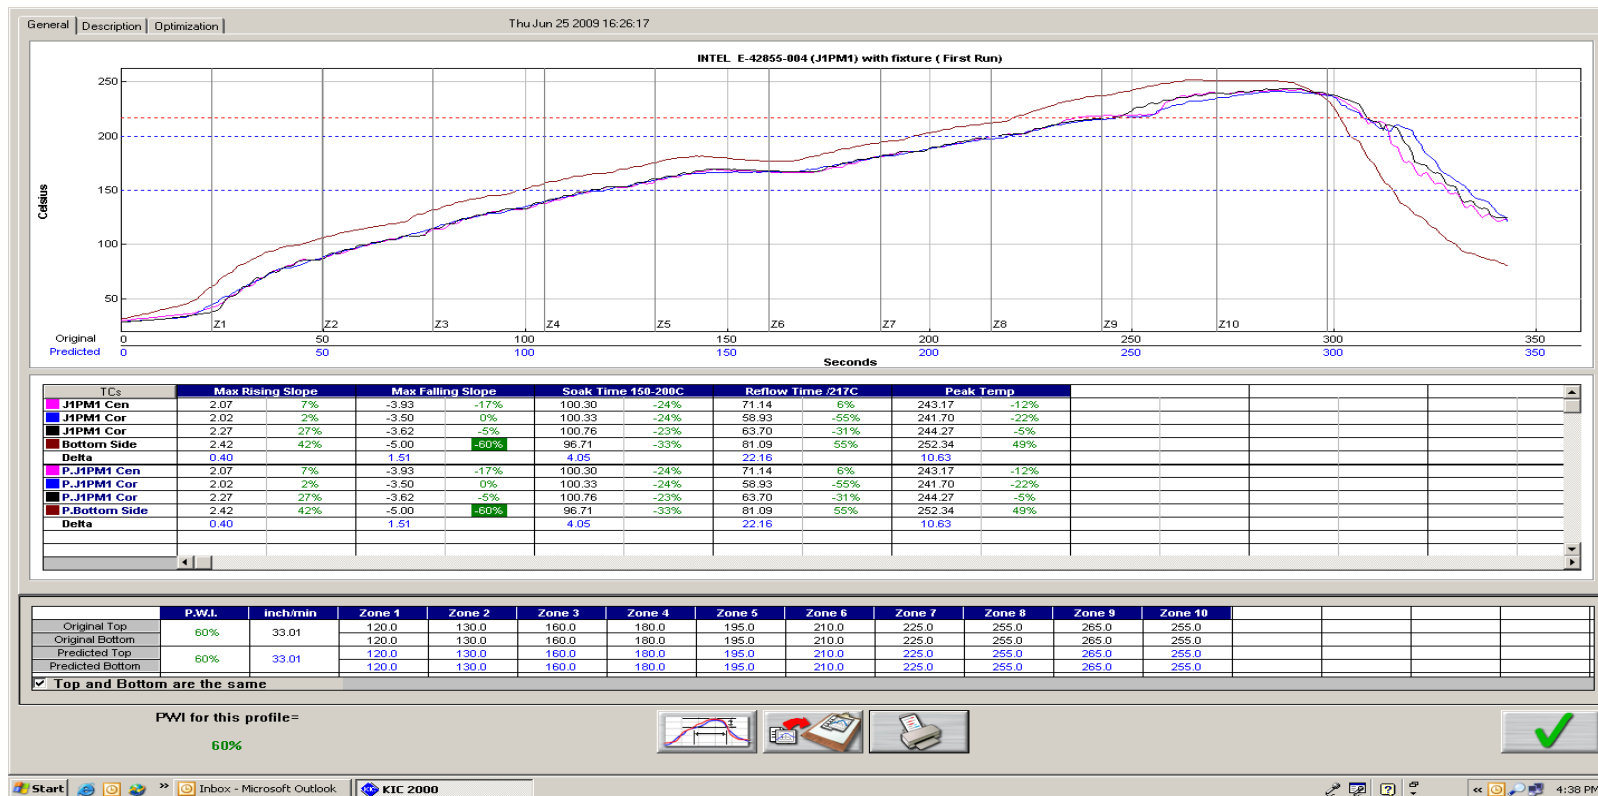 General Description Optimization Thu Jun 25 2009 16:26:17
INTEL E-42855-004 (J1PM1) with fixture ( First Run)
Celsius
250
200
150
100
50
Z1 Z2 Z3 Z4 Z5 Z6 Z7 Z8 Z9 Z10
Original 0 50 100 150 200 250 300 350
Predicted 0 50 100 150 200 250 300 350
Seconds
TCs Max Rising Slope Max Falling Slope Soak Time 150-200C Reflow Time /217C Peak Temp
J1PM1 Cen 2.07 7% -3.93 -17% 100.30 -24% 71.14 6% 243.17 -12%
J1PM1 Cor 2.02 2% -3.50 0% 100.33 -24% 58.93 -55% 241.70 -22%
J1PM1 Cor 2.27 27% -3.62 -5% 100.76 -23% 63.70 -31% 244.27 -5%
Bottom Side 2.42 42% -5.00 -60% 96.71 -33% 81.09 55% 252.34 49%
Delta 0.40 1.51 4.05 22.16 10.63
P.J1PM1 Cen 2.07 7% -3.93 -17% 100.30 -24% 71.14 6% 243.17 -12%
P.J1PM1 Cor 2.02 2% -3.50 0% 100.33 -24% 58.93 -55% 241.70 -22%
P.J1PM1 Cor 2.27 27% -3.62 -5% 100.76 -23% 63.70 -31% 244.27 -5%
P.Bottom Side 2.42 42% -5.00 -60% 96.71 -33% 81.09 55% 252.34 49%
Delta 0.40 1.51 4.05 22.16 10.63
P.W.I. inch/min Zone 1 Zone 2 Zone 3 Zone 4 Zone 5 Zone 6 Zone 7 Zone 8 Zone 9 Zone 10
Original Top 60% 33.01 120.0 130.0 160.0 180.0 195.0 210.0 225.0 255.0 265.0 255.0
Original Bottom 120.0 130.0 160.0 180.0 195.0 210.0 225.0 255.0 265.0 255.0
Predicted Top 60% 33.01 120.0 130.0 160.0 180.0 195.0 210.0 225.0 255.0 265.0 255.0
Predicted Bottom 120.0 130.0 160.0 180.0 195.0 210.0 225.0 255.0 265.0 255.0
Top and Bottom are the same
PWI for this profile=
60%
Start » Inbox - Microsoft Outlook KIC 2000 « 4:38 PM